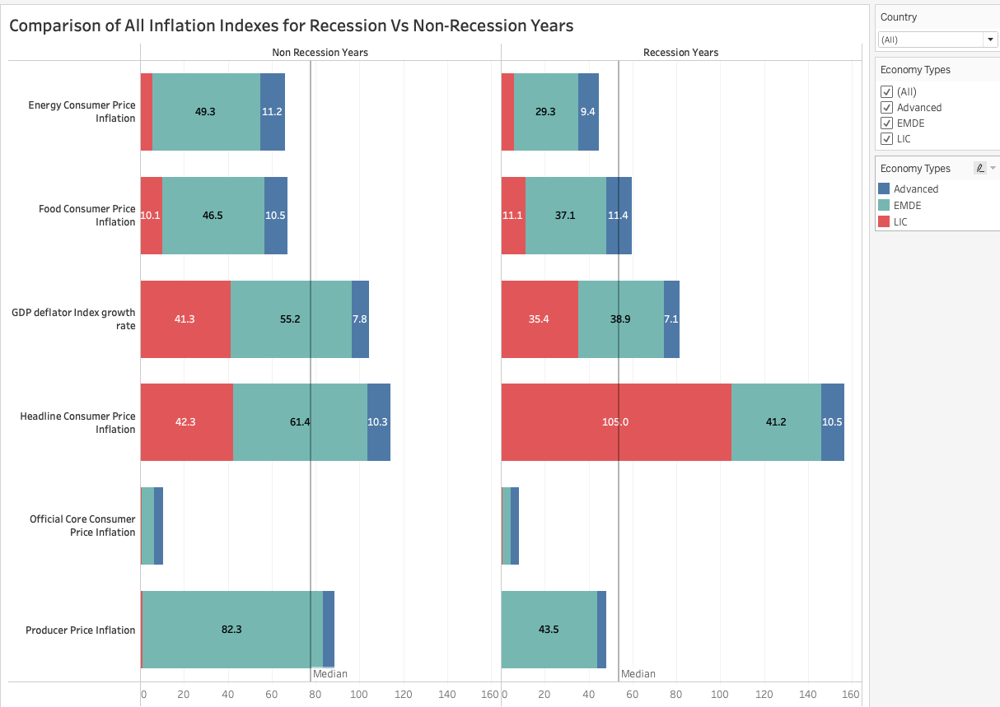 Comparison of All Inflation Indexes for Recession Vs Non-Recession Years
Non Recession Years
Recession Years
Energy Consumer Price
Inflation
49.3
11.2
29.3
9.4
Food Consumer Price
Inflation
10.1
46.5
10.5
11.1
37.1
11.4
GDP deflator Index growth
rate
41.3
55.2
7.8
35.4
38.9
7.1
Headline Consumer Price
Inflation
42.3
61.4
10.3
105.0
41.2
10.5
Official Core Consumer
Price Inflation
Producer Price Inflation
82.3
43.5
Median
Median
0 20 40 60 80 100 120 140 160
0 20 40 60 80 100 120 140 160
Country
(All)
Economy Types
(All)
Advanced
EMDE
LIC
Economy Types
Advanced
EMDE
LIC